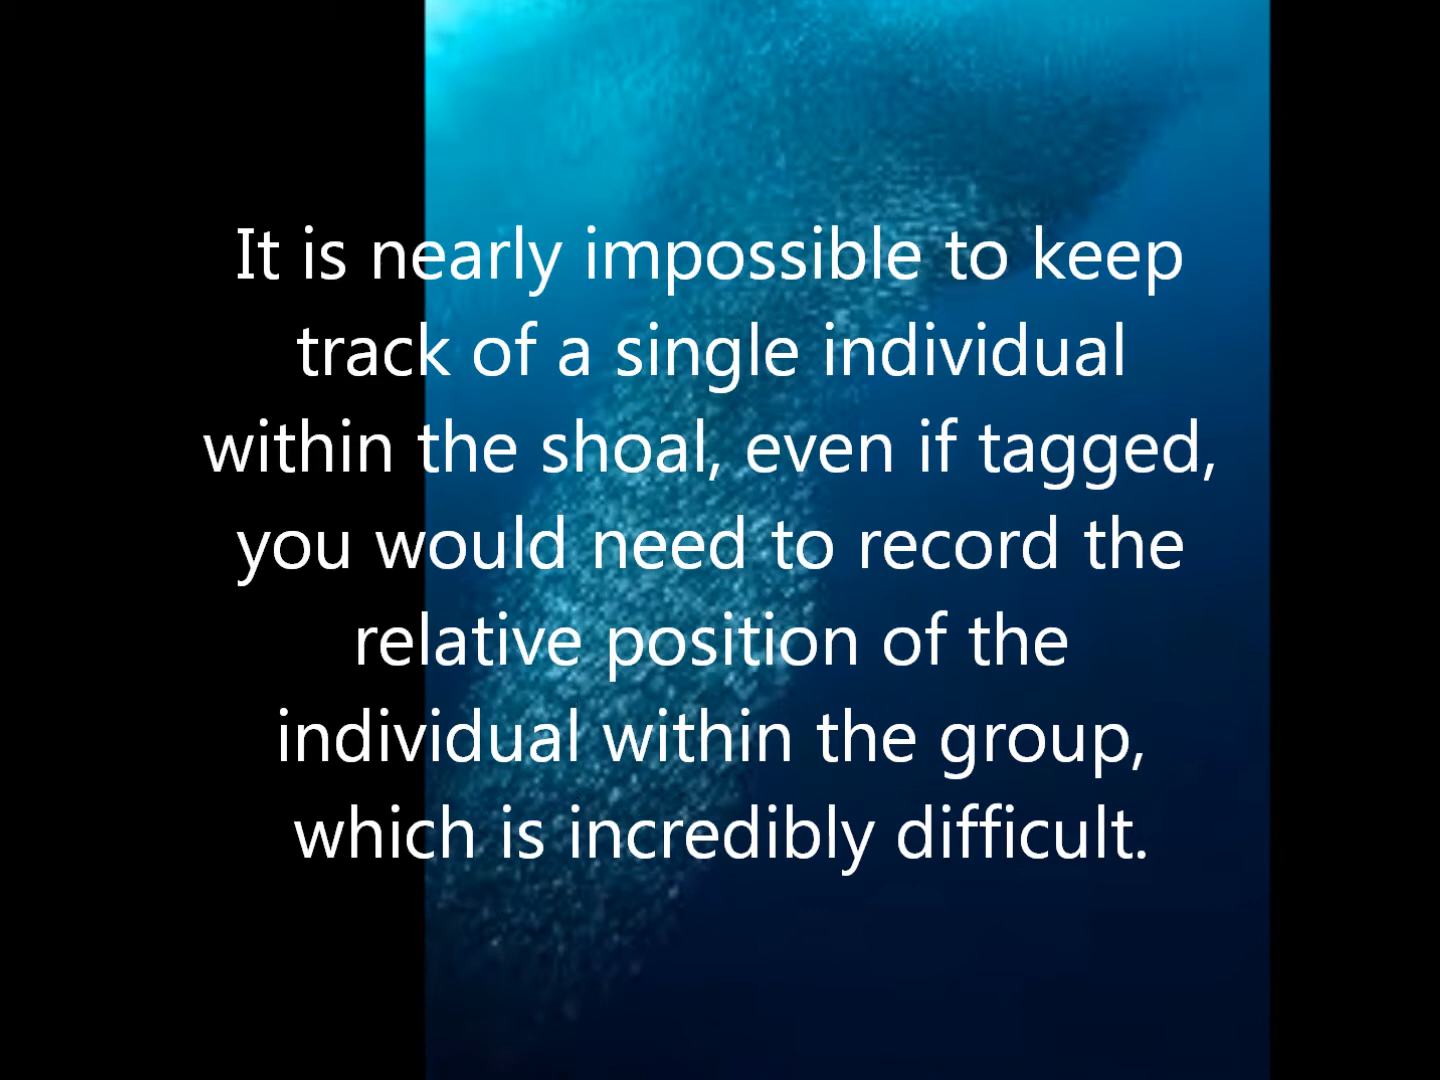 It is nearly impossible to keep
track of a single individual
within the shoal, even if tagged,
you would need to record the
relative position of the
individual within the group,
which is incredibly difficult.